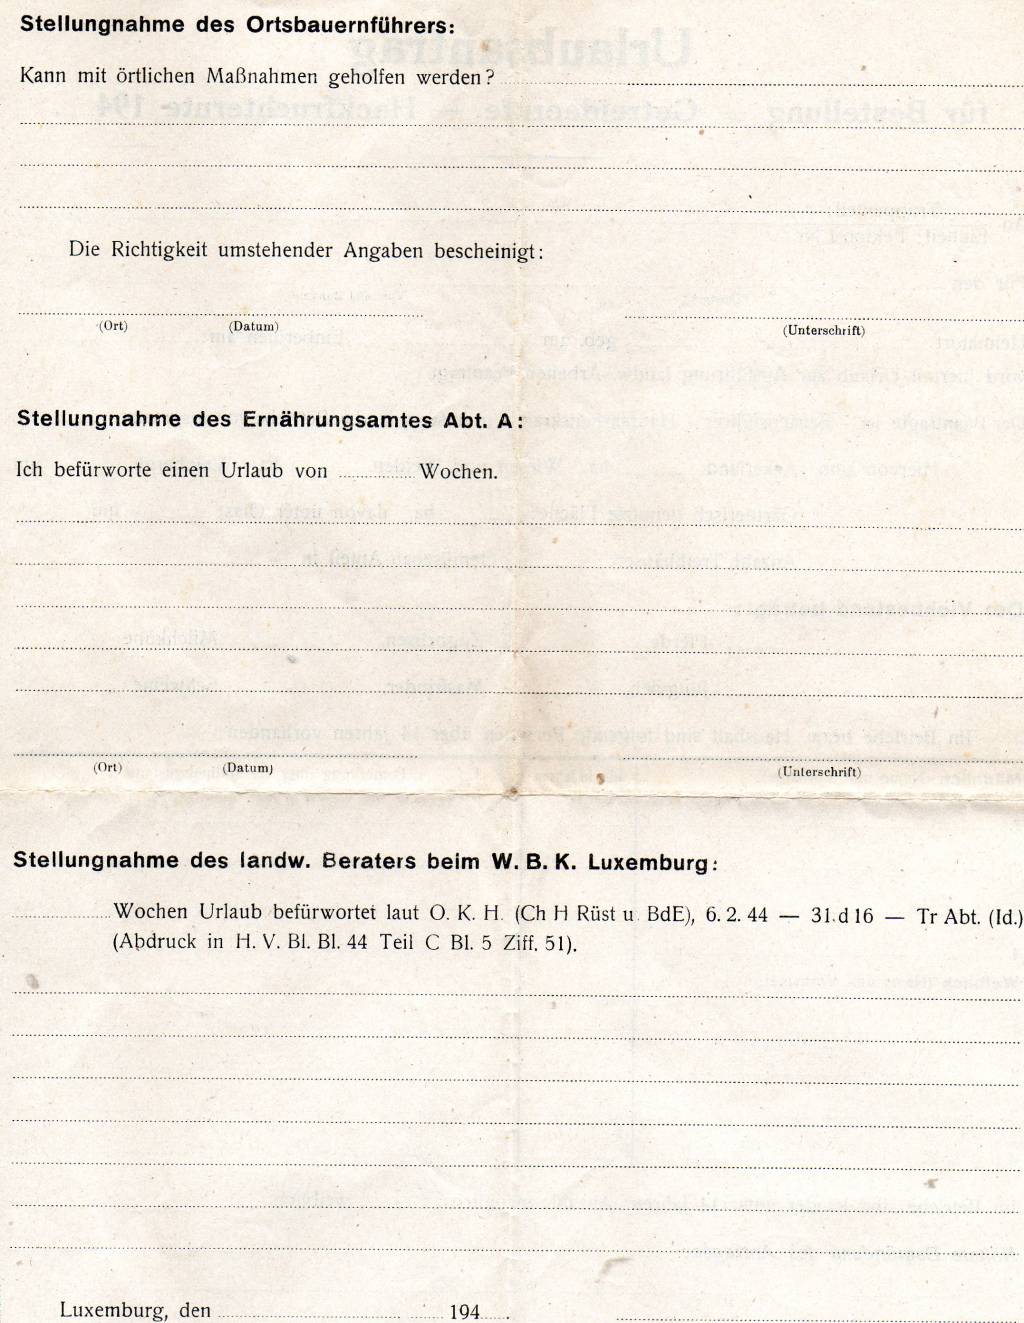 Stellungnahme des Ortsbauernführers:
Kann mit örtlichen Maßnahmen geholfen werden?
Die Richtigkeit umstehender Angaben bescheinigt:
(Ort) (Datum) (Unterschrift)
Stellungnahme des Ernährungsamtes Abt. A:
Ich befürworte einen Urlaub von Wochen.
(Ort) (Datum) (Unterschrift)
Stellungnahme des landw. Beraters beim W. B. K. Luxemburg:
Wochen Urlaub befürwortet laut O. K. H. (Ch H Rüst u. BdE), 6. 2. 44 — 31.d 16 — Tr Abt. (Id.)
(Abdruck in H. V. Bl. Bl. 44 Teil C Bl. 5 Ziff. 51).
Luxemburg, den 194